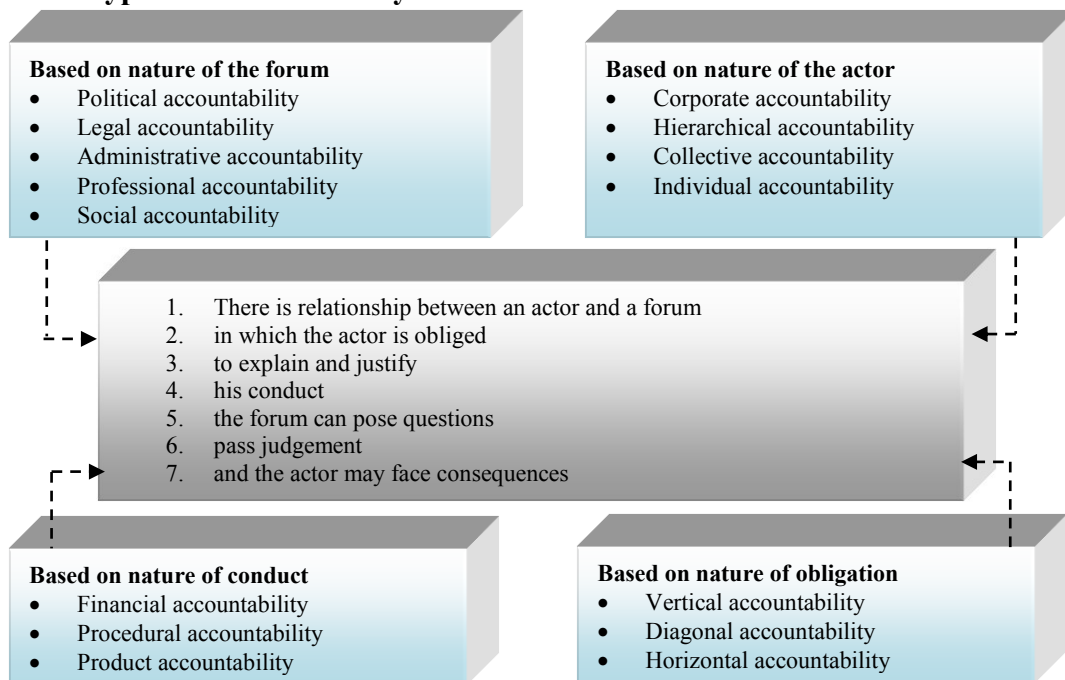 Based on nature of the forum
• Political accountability
• Legal accountability
• Administrative accountability
• Professional accountability
• Social accountability
Based on nature of the actor
• Corporate accountability
• Hierarchical accountability
• Collective accountability
• Individual accountability
1. There is relationship between an actor and a forum
2. in which the actor is obliged
3. to explain and justify
4. his conduct
5. the forum can pose questions
6. pass judgement
7. and the actor may face consequences
Based on nature of conduct
• Financial accountability
• Procedural accountability
• Product accountability
Based on nature of obligation
• Vertical accountability
• Diagonal accountability
• Horizontal accountability